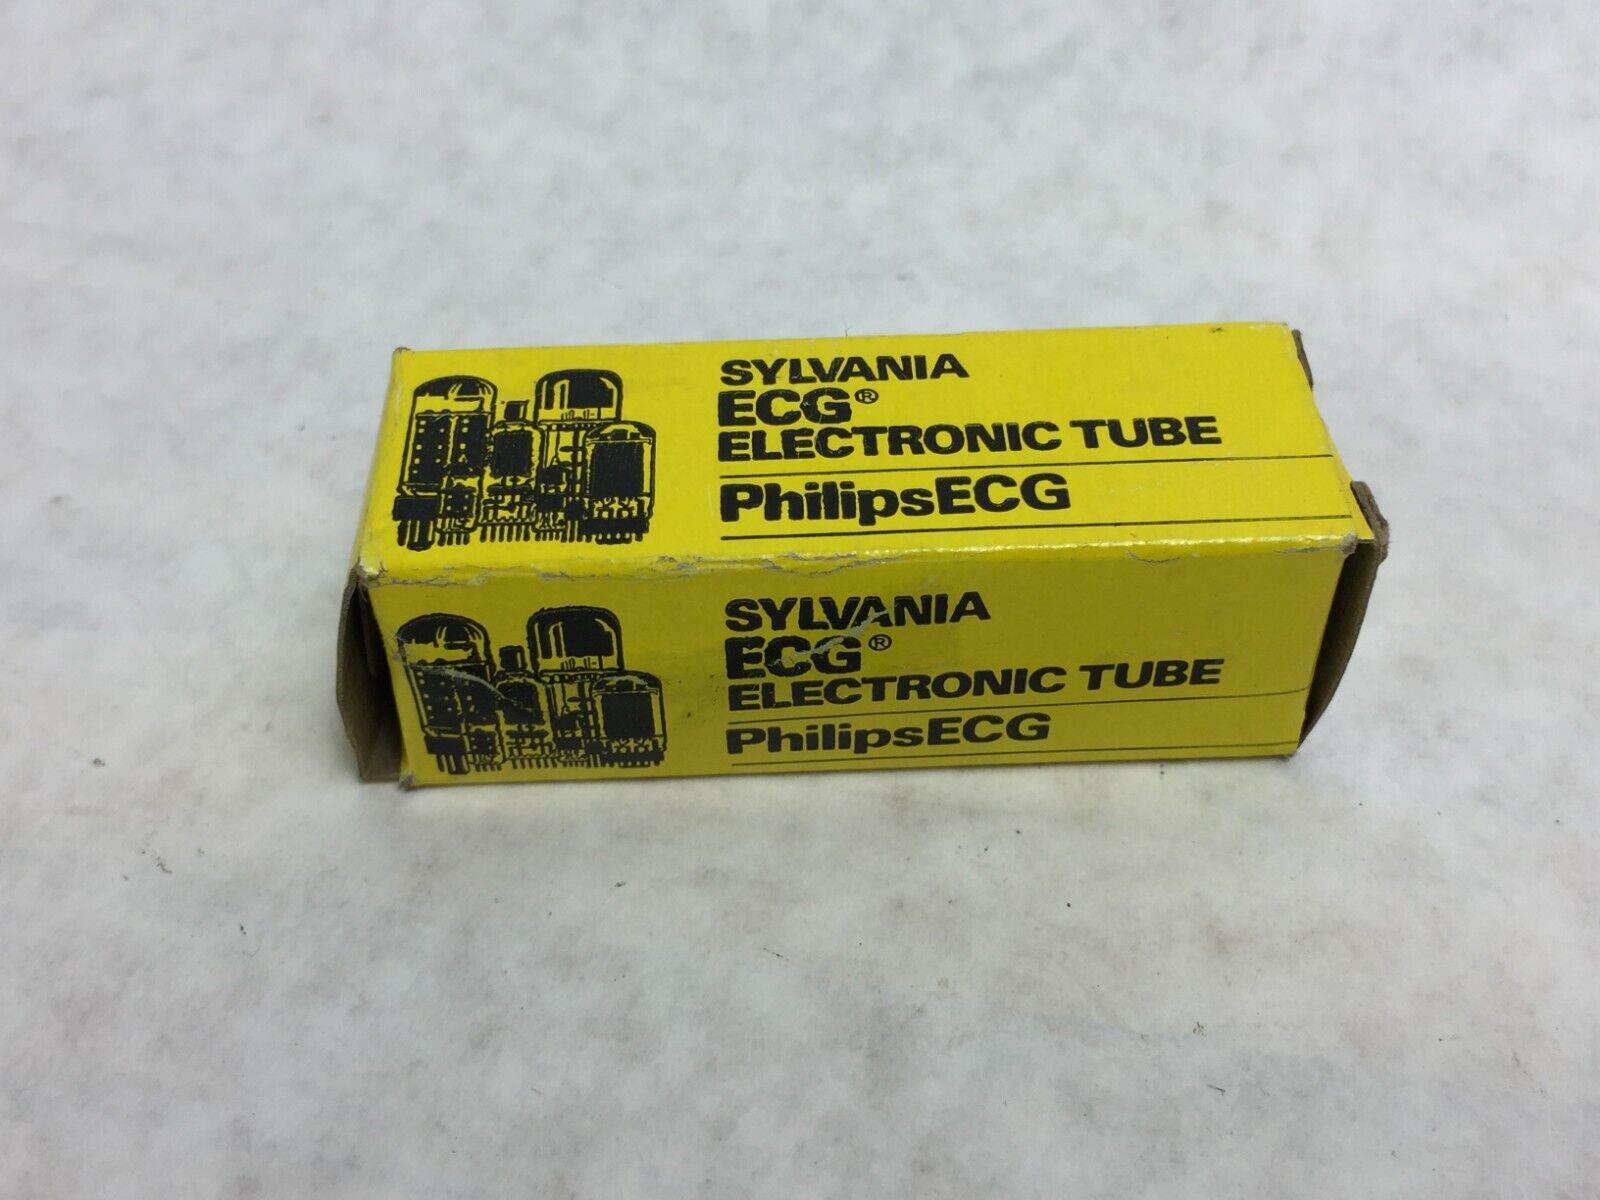 SYLVANIA
ECG®
ELECTRONIC TUBE
PhilipsECG
SYLVANIA
ECG®
ELECTRONIC TUBE
PhilipsECG